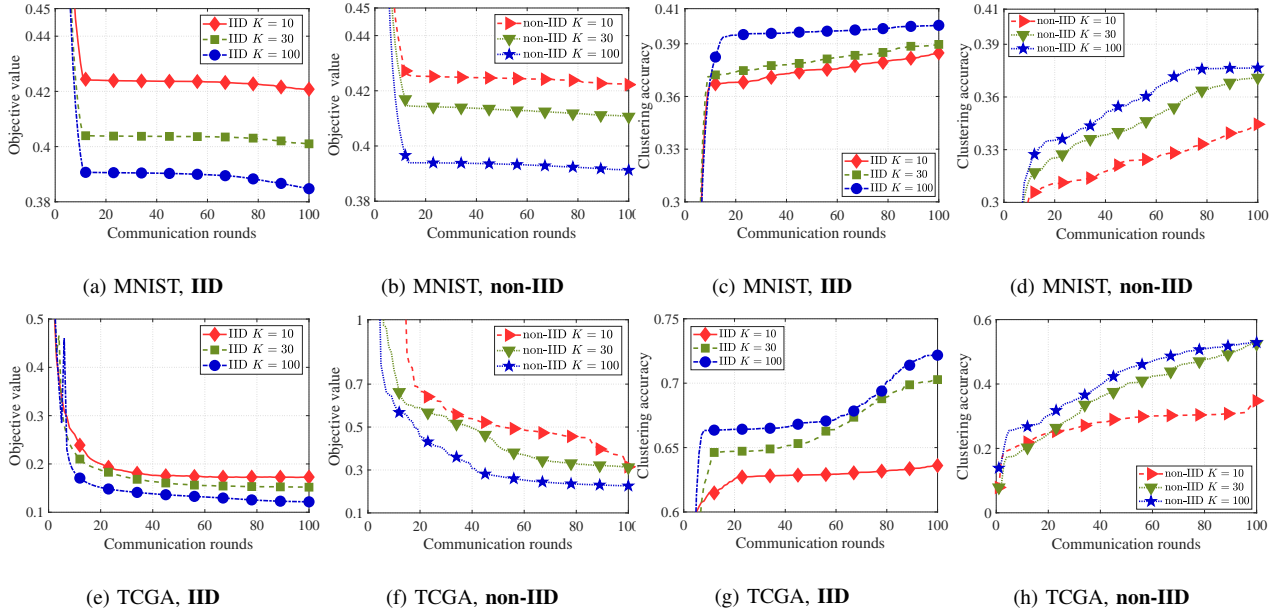 0.44
0.42
0.4
0.38
0 20 40 60 80 100
Objective value
Communication rounds
IID K = 10
IID K = 30
IID K = 100
(a) MNIST, IID
0.44
0.42
0.4
0.38
0 20 40 60 80 100
Objective value
Communication rounds
non-IID K = 10
non-IID K = 30
non-IID K = 100
(b) MNIST, non-IID
0.41
0.39
0.36
0.33
0.3
0 20 40 60 80 100
Clustering accuracy
Communication rounds
IID K = 10
IID K = 30
IID K = 100
(c) MNIST, IID
0.41
0.39
0.36
0.33
0.3
0 20 40 60 80 100
Clustering accuracy
Communication rounds
non-IID K = 10
non-IID K = 30
non-IID K = 100
(d) MNIST, non-IID
0.5
0.4
0.3
0.2
0.1
0 20 40 60 80 100
Objective value
Communication rounds
IID K = 10
IID K = 30
IID K = 100
(e) TCGA, IID
1
0.7
0.5
0.3
0.1
0 20 40 60 80 100
Objective value
Communication rounds
non-IID K = 10
non-IID K = 30
non-IID K = 100
(f) TCGA, non-IID
0.75
0.7
0.65
0.6
0 20 40 60 80 100
Clustering accuracy
Communication rounds
IID K = 10
IID K = 30
IID K = 100
(g) TCGA, IID
0.6
0.4
0.2
0
0 20 40 60 80 100
Clustering accuracy
Communication rounds
non-IID K = 10
non-IID K = 30
non-IID K = 100
(h) TCGA, non-IID